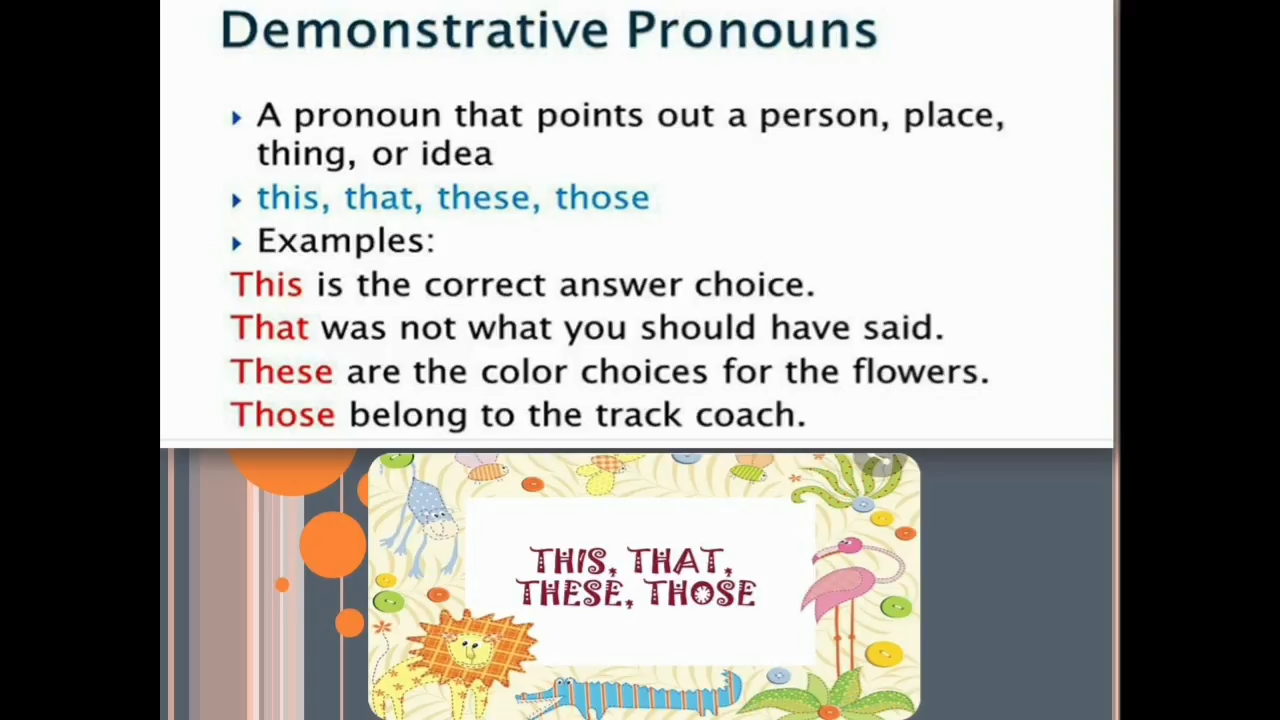 Demonstrative Pronouns
A pronoun that points out a person, place,
thing, or idea
this, that, these, those
Examples:
This is the correct answer choice.
That was not what you should have said.
These are the color choices for the flowers.
Those belong to the track coach.
THIS, THAT,
THESE, THOSE